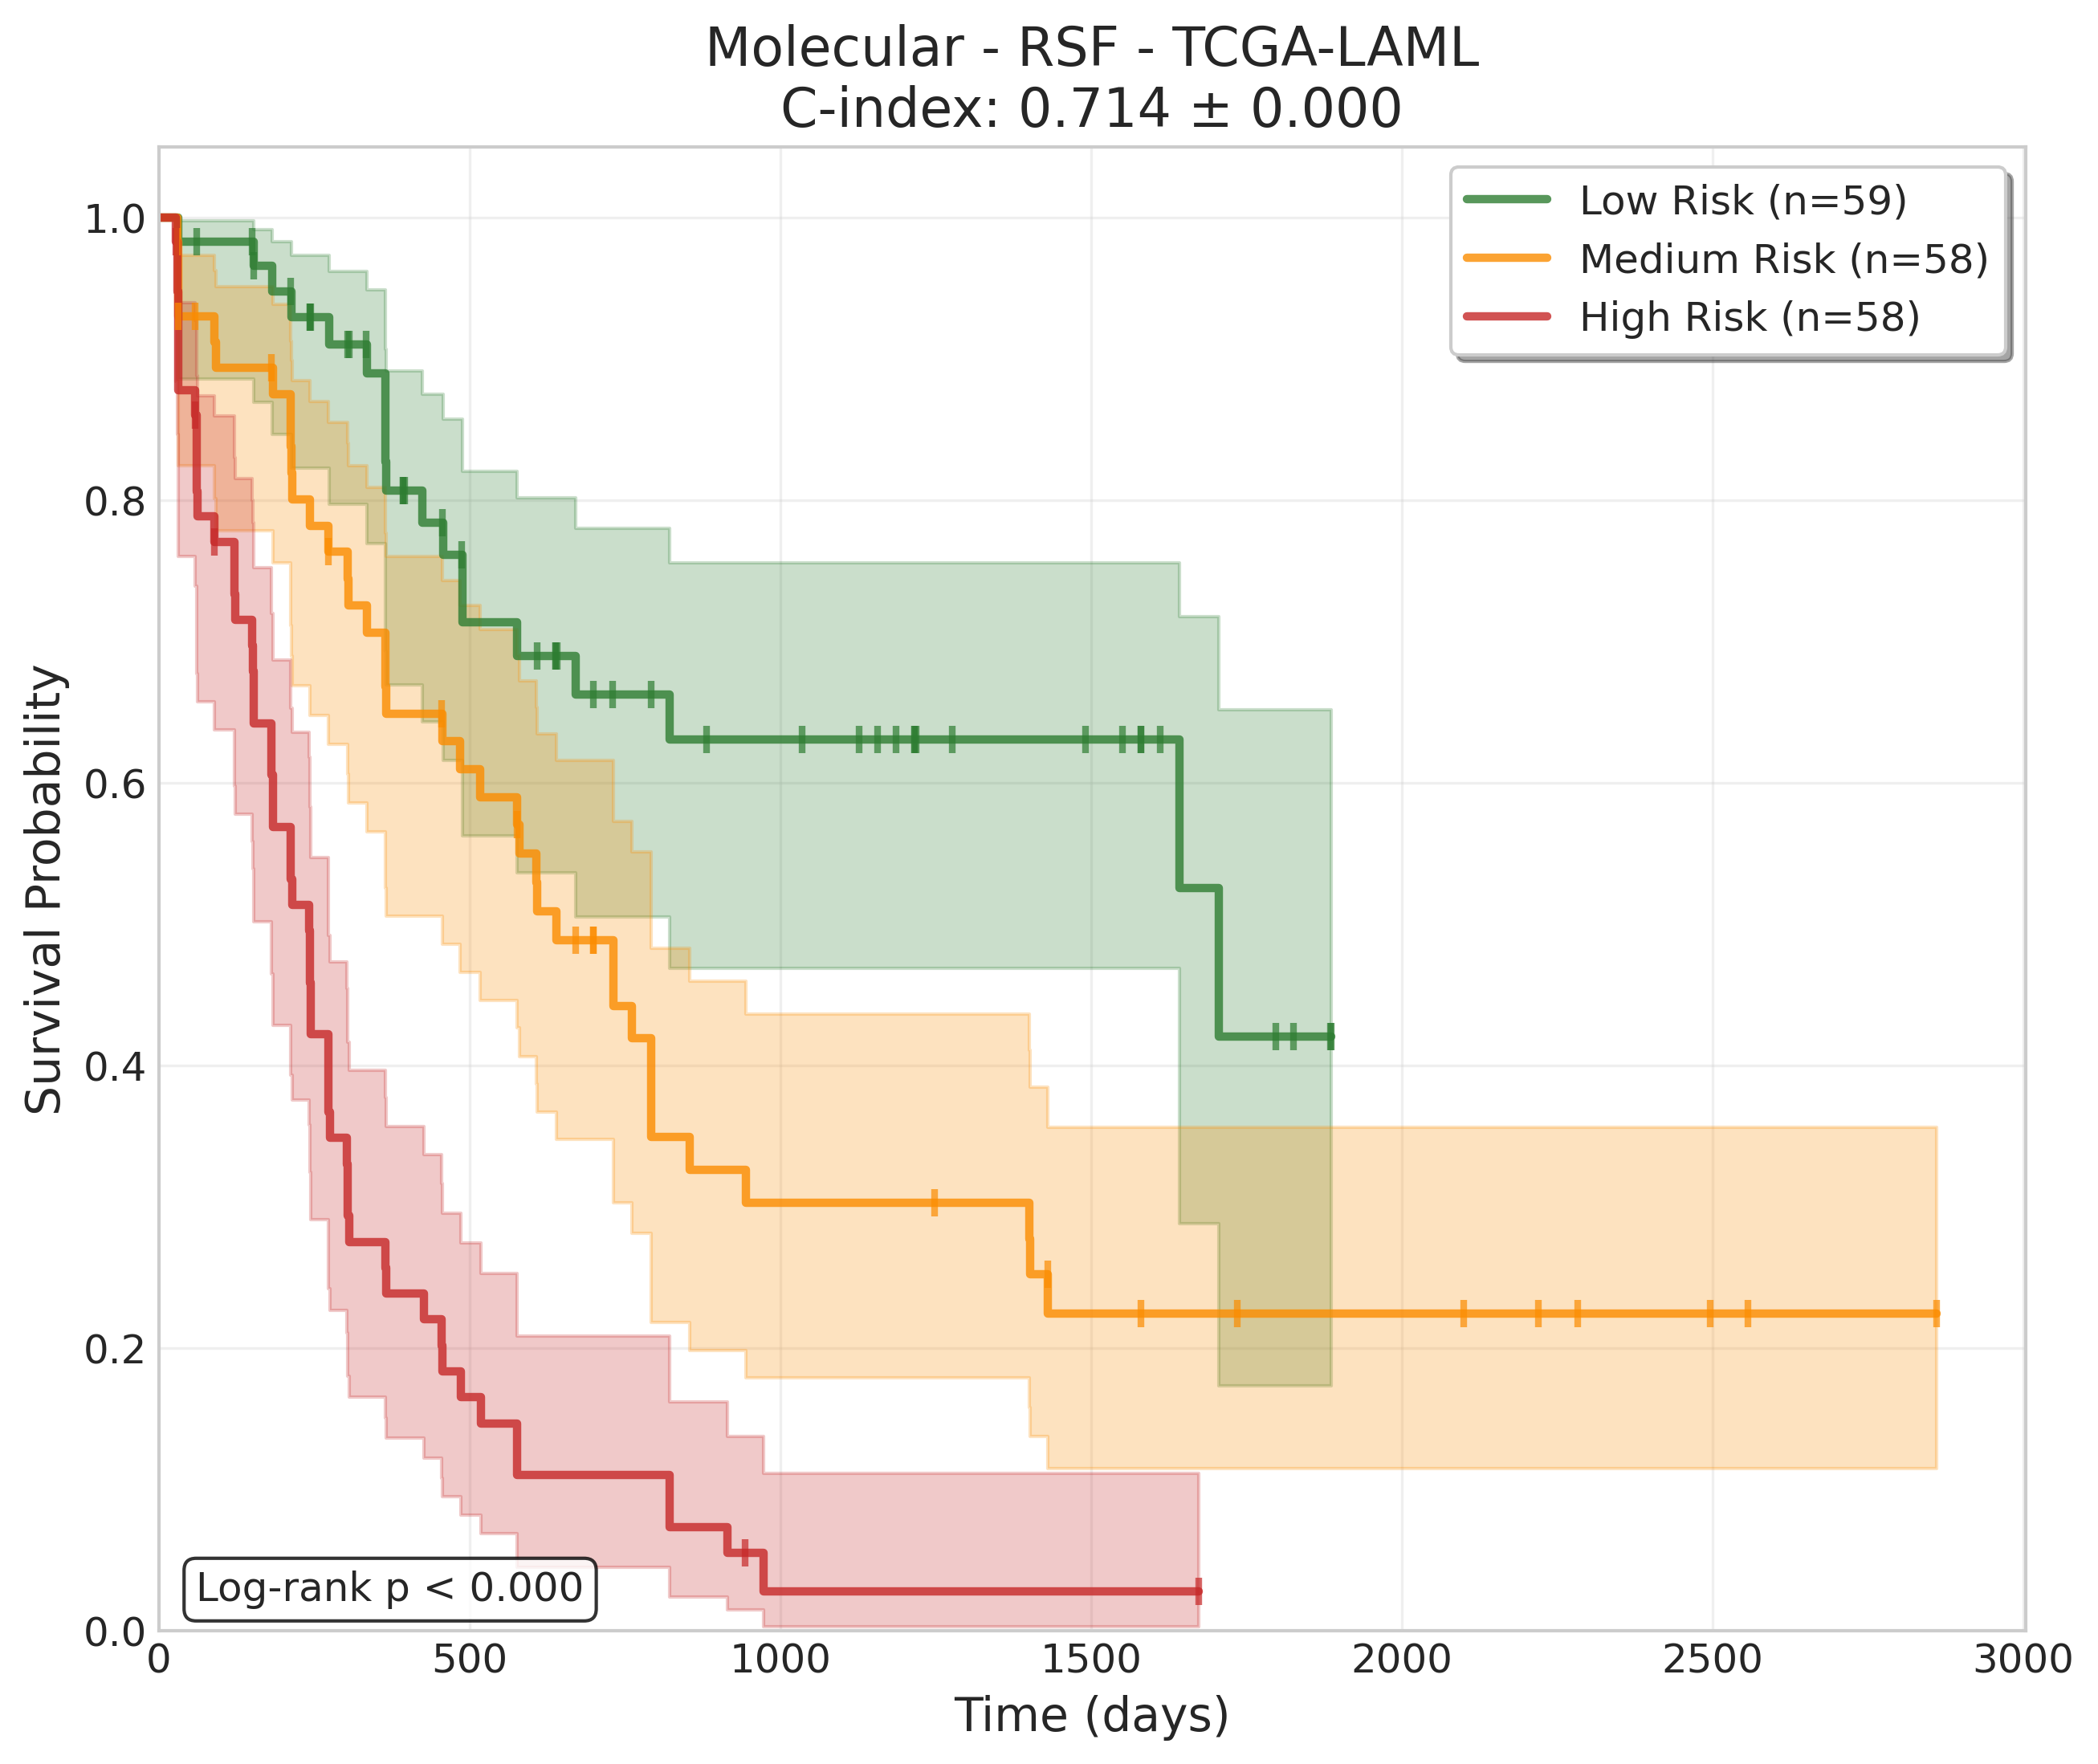 Molecular - RSF - TCGA-LAML
C-index: 0.714 ± 0.000
Low Risk (n=59)
Medium Risk (n=58)
High Risk (n=58)
Survival Probability
1.0
0.8
0.6
0.4
0.2
0.0
Log-rank p < 0.000
0 500 1000 1500 2000 2500 3000
Time (days)